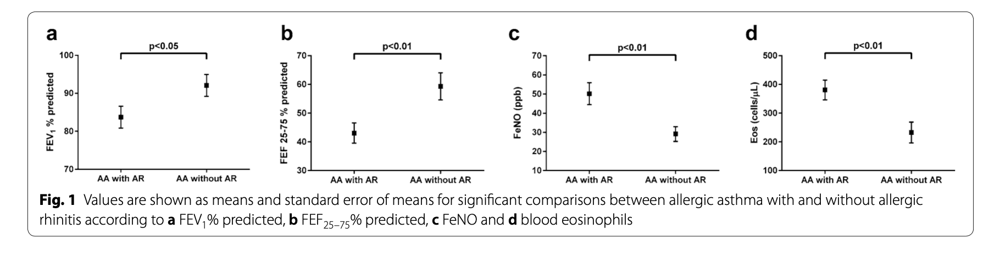 a
p<0.05
100
90
80
70
FEV1 % predicted
AA with AR
AA without AR
b
p<0.01
70
60
50
40
30
FEF 25-75 % predicted
AA with AR
AA without AR
c
p<0.01
70
60
50
40
30
20
10
FeNO (ppb)
AA with AR
AA without AR
d
p<0.01
500
400
300
200
100
Eos (cells/μL)
AA with AR
AA without AR
Fig. 1 Values are shown as means and standard error of means for significant comparisons between allergic asthma with and without allergic
rhinitis according to a FEV1% predicted, b FEF25–75% predicted, c FeNO and d blood eosinophils